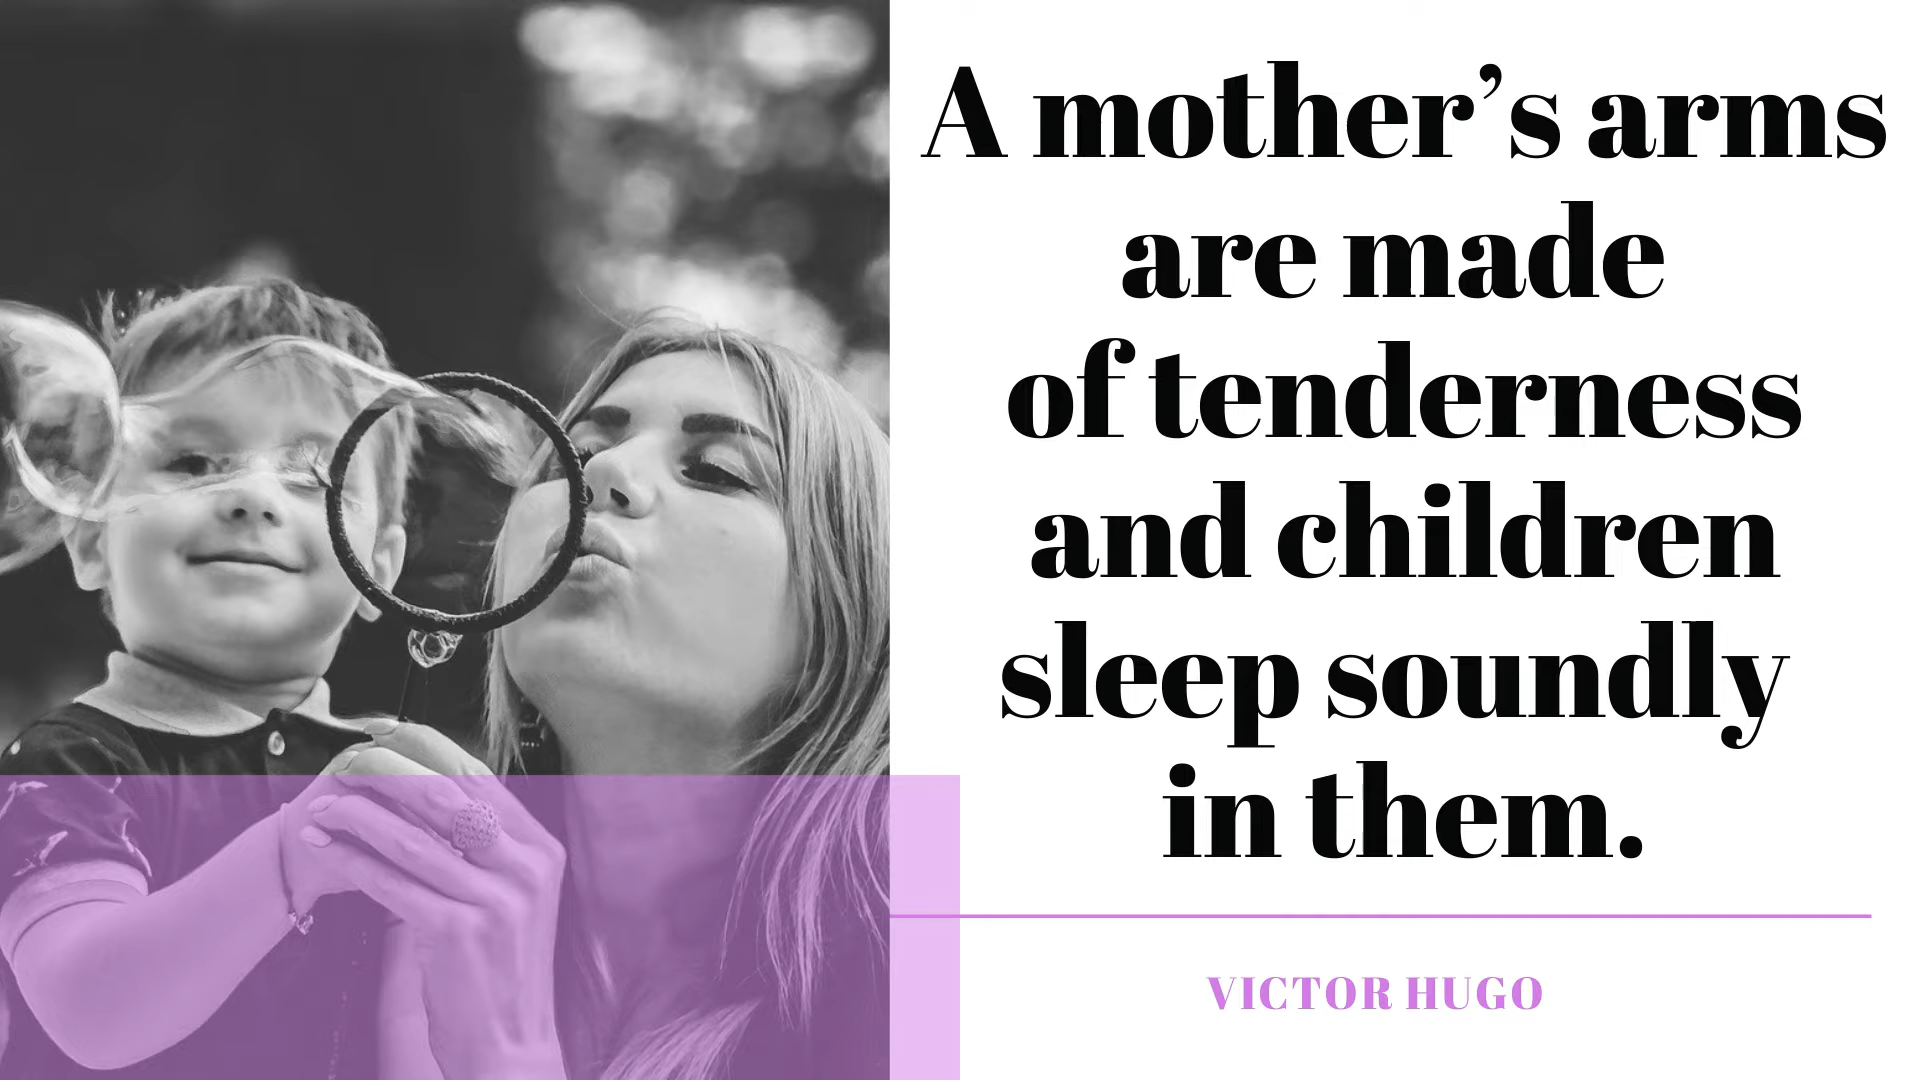 A mother’s arms
are made
of tenderness
and children
sleep soundly
in them.
VICTOR HUGO